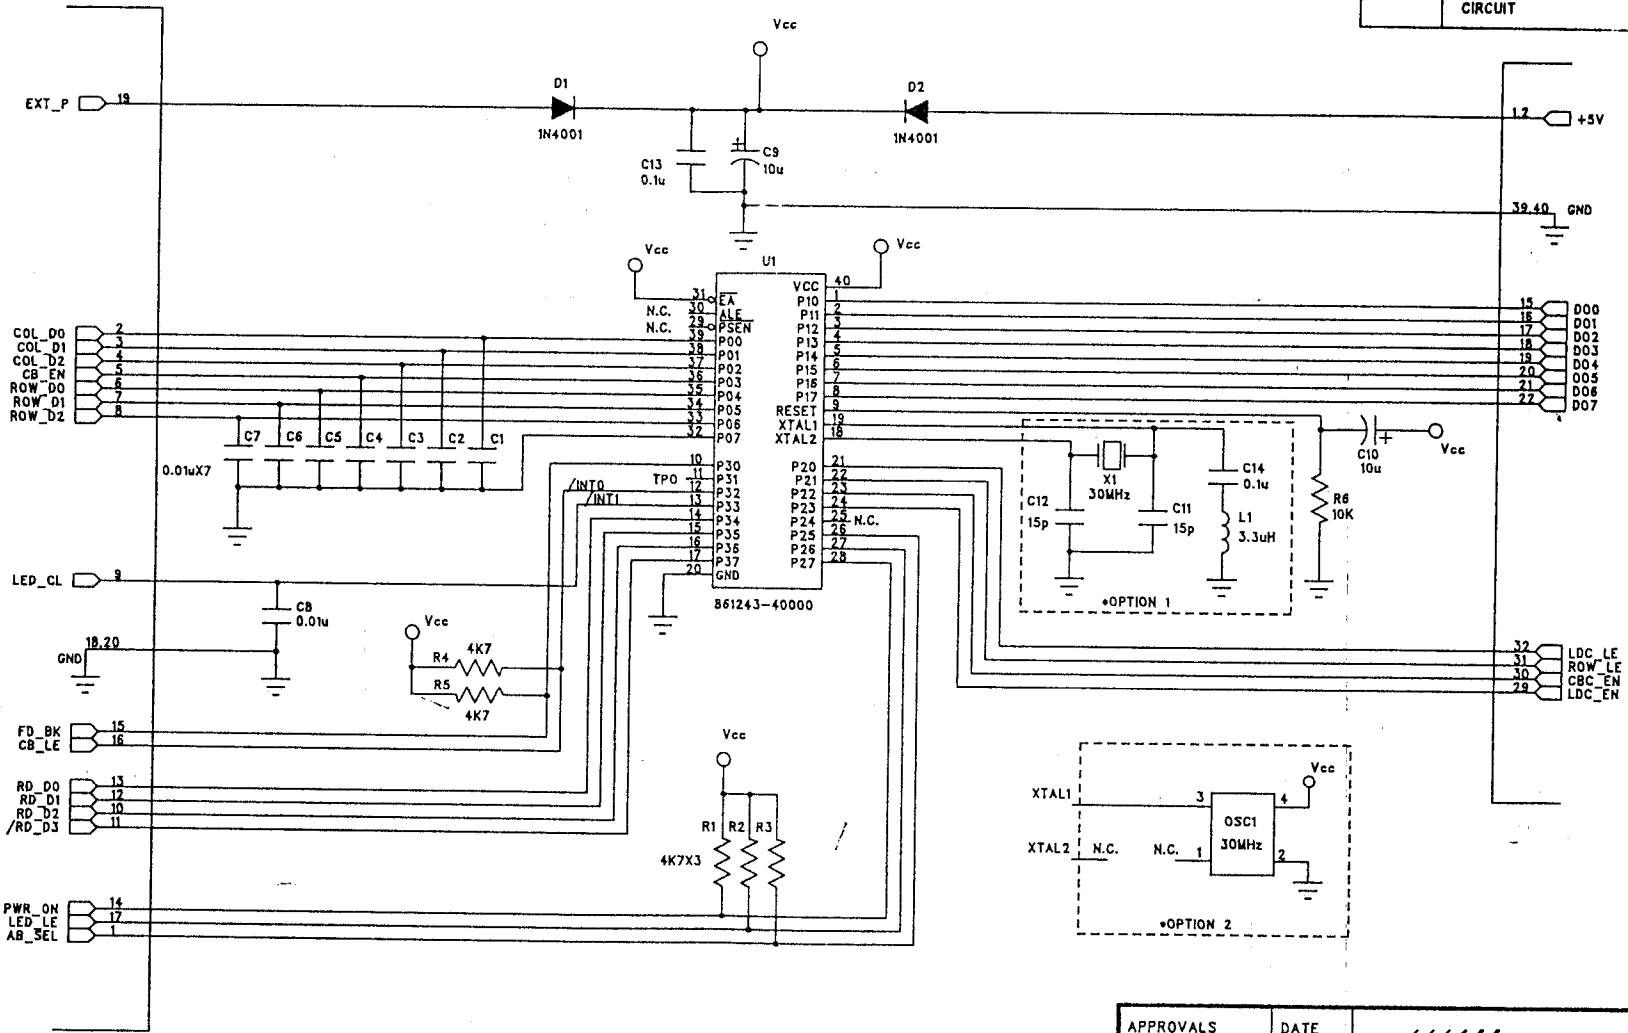 CIRCUIT
Vcc
EXT_P 19
D1
1N4001
D2
1N4001
1,2 +5V
C13
0.1u
+ C9
10u
39,40 GND
Vcc
U1
Vcc
VCC 40
31 EA
N.C. 30 ALE
N.C. 29 PSEN
39 P00
38 P01
37 P02
36 P03
35 P04
34 P05
33 P06
32 P07
10 P30
TP0 11 P31
/INT0 12 P32
/INT1 13 P33
14 P34
15 P35
16 P36
17 P37
20 GND
P10 1
P11 2
P12 3
P13 4
P14 5
P15 6
P16 7
P17 8
RESET 9
XTAL1 19
XTAL2 18
P20 21
P21 22
P22 23
P23 24
P24 25 N.C.
P25 26
P26 27
P27 28
B61243-40000
COL_D0 2
COL_D1 3
COL_D2 4
CB_EN 5
ROW_D0 6
ROW_D1 7
ROW_D2 8
C7 C6 C5 C4 C3 C2 C1
0.01uX7
15 D00
16 D01
17 D02
18 D03
19 D04
20 D05
21 D06
22 D07
C10
10u
+
Vcc
R6
10K
X1
30MHz
C12
15p
C11
15p
C14
0.1u
L1
3.3uH
*OPTION 1
LED_CL 9
C8
0.01u
GND 18,20
Vcc
R4 4K7
R5
4K7
FD_BK 15
CB_LE 16
RD_D0 13
RD_D1 12
RD_D2 10
/RD_D3 11
Vcc
R1 R2 R3
4K7X3
PWR_ON 14
LED_LE 17
AB_SEL 1
32 LDC_LE
31 ROW_LE
30 CBC_EN
29 LDC_EN
Vcc
XTAL1 3
OSC1
30MHz
4
XTAL2 N.C.
N.C. 1
2
*OPTION 2
APPROVALS DATE